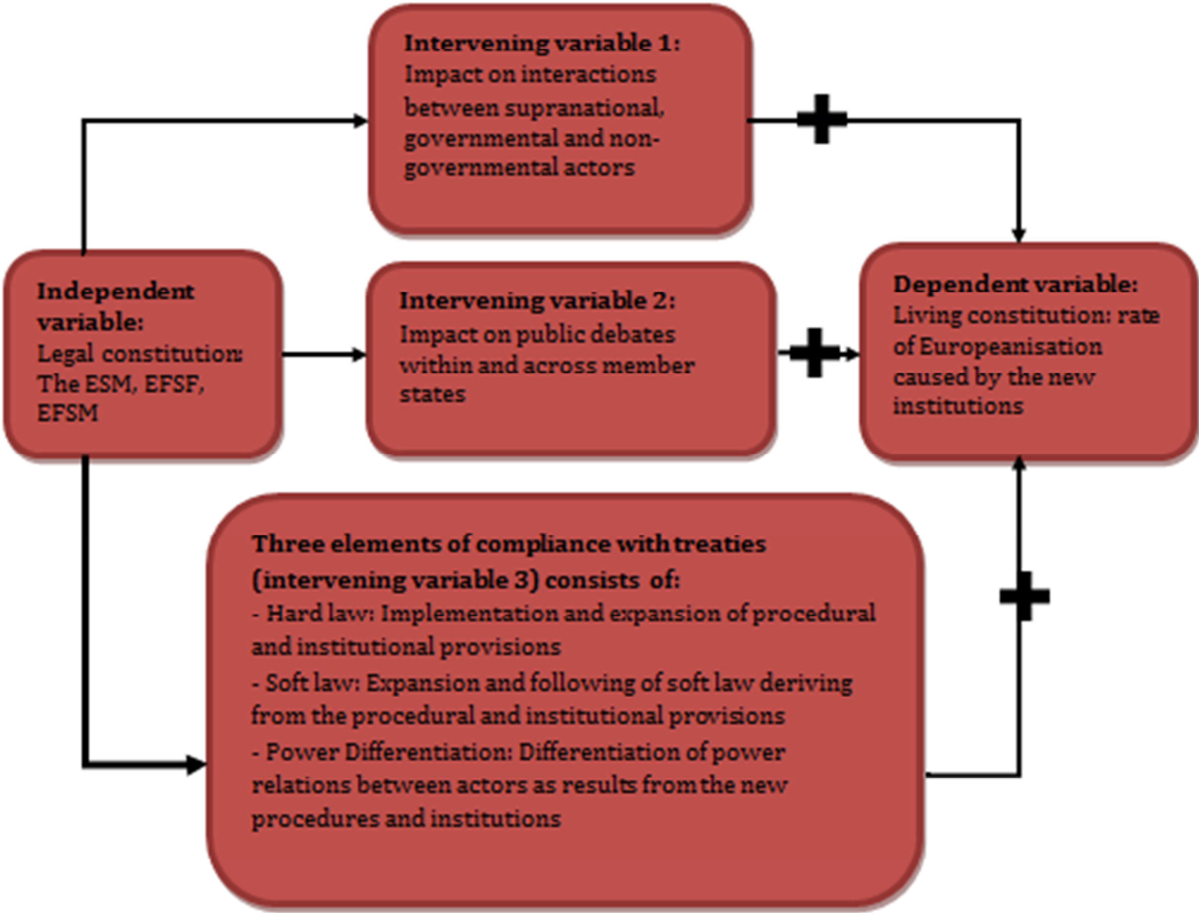 Intervening variable 1:
Impact on interactions
between supranational,
governmental and non-
governmental actors
Independent
variable:
Legal constitution:
The ESM, EFSF,
EFSM
Intervening variable 2:
Impact on public debates
within and across member
states
Dependent variable:
Living constitution: rate
of Europeanisation
caused by the new
institutions
Three elements of compliance with treaties
(intervening variable 3) consists of:
- Hard law: Implementation and expansion of procedural
and institutional provisions
- Soft law: Expansion and following of soft law deriving
from the procedural and institutional provisions
- Power Differentiation: Differentiation of power
relations between actors as results from the new
procedures and institutions